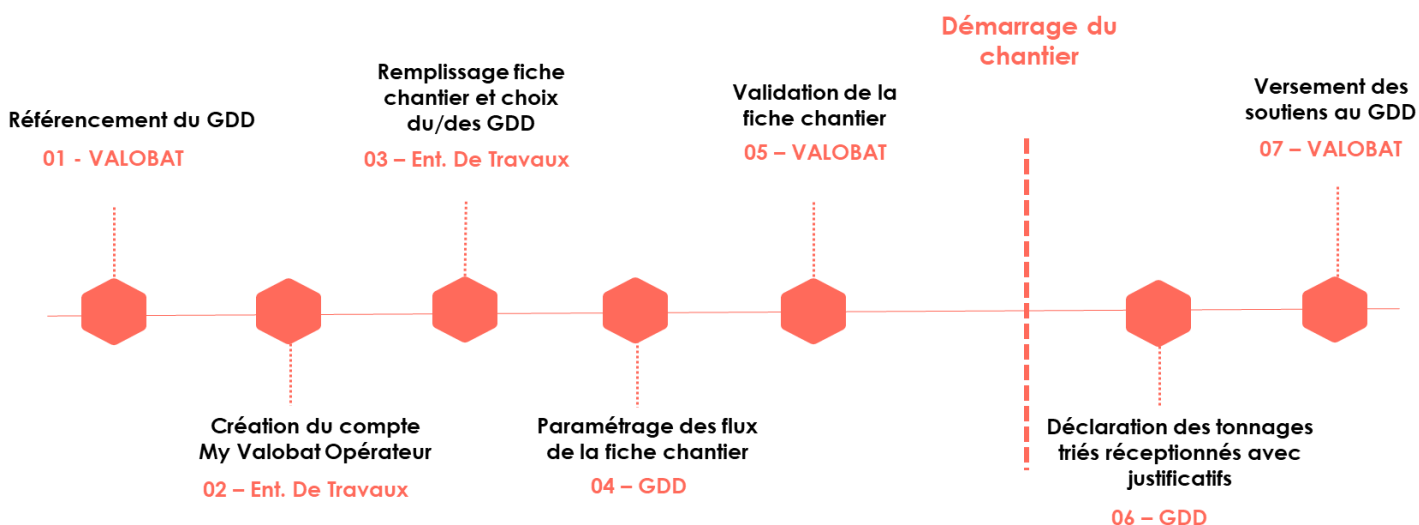 Référencement du GDD
01 - VALOBAT
Création du compte
My Valobat Opérateur
02 – Ent. De Travaux
Remplissage fiche
chantier et choix
du/des GDD
03 – Ent. De Travaux
Paramétrage des flux
de la fiche chantier
04 – GDD
Validation de la
fiche chantier
05 – VALOBAT
Démarrage du
chantier
Déclaration des tonnages
triés réceptionnés avec
justificatifs
06 – GDD
Versement des
soutiens au GDD
07 – VALOBAT